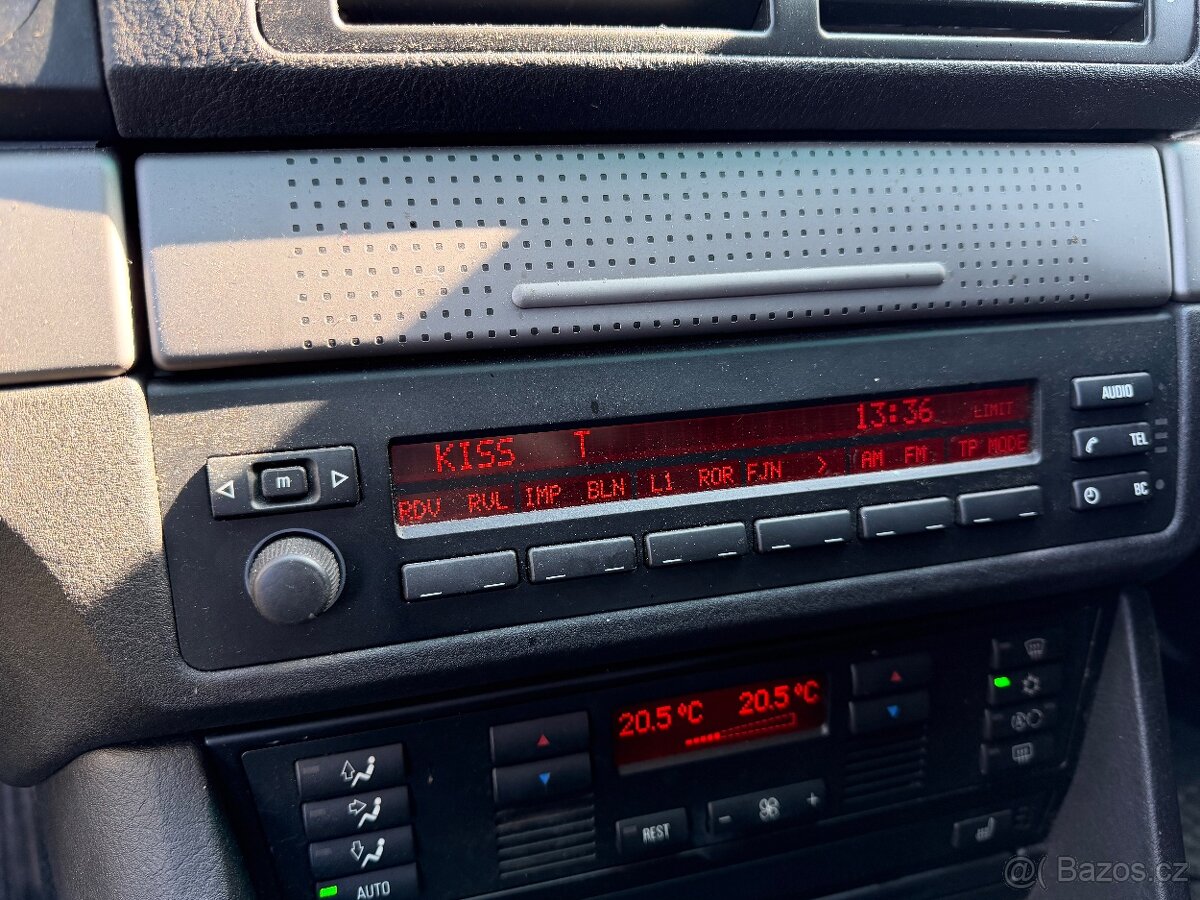 KISS T 13:36 LIMIT
RDV RVL IMP BLN L1 ROR FJN > AM FM TP MODE
m
AUDIO
TEL
BC
20.5°C 20.5°C
REST
- +
AUTO
@( Bazos.cz